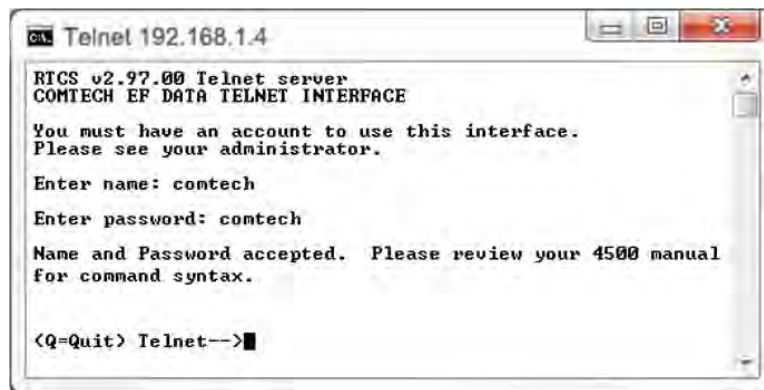 C:\. Telnet 192.168.1.4
RTCS v2.97.00 Telnet server
COMTECH EF DATA TELNET INTERFACE
You must have an account to use this interface.
Please see your administrator.
Enter name: comtech
Enter password: comtech
Name and Password accepted.  Please review your 4500 manual
for command syntax.
(Q=Quit) Telnet-->